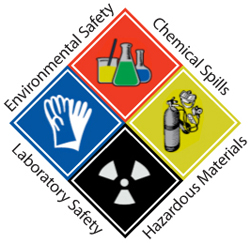 Environmental Safety
Chemical Spills
Laboratory Safety
Hazardous Materials